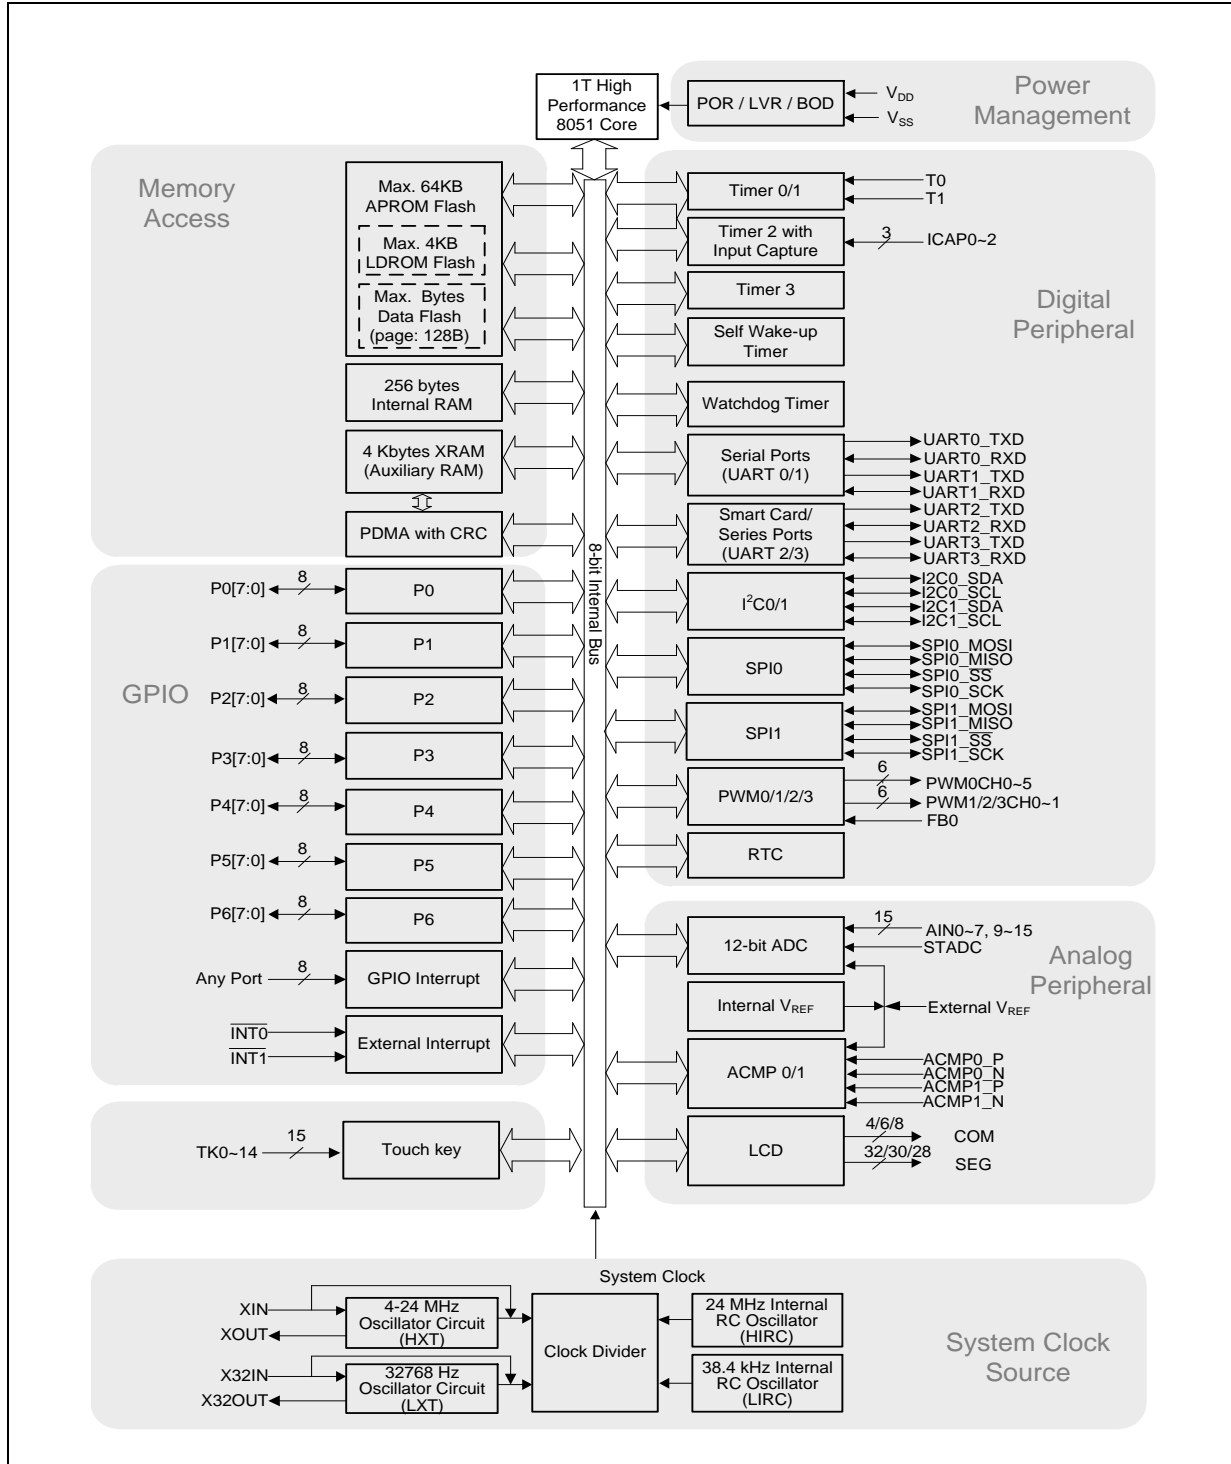 1T High
Performance
8051 Core
POR / LVR / BOD
VDD
VSS
Power
Management
Memory
Access
Max. 64KB
APROM Flash
Max. 4KB
LDROM Flash
Max. Bytes
Data Flash
(page: 128B)
256 bytes
Internal RAM
4 Kbytes XRAM
(Auxiliary RAM)
PDMA with CRC
GPIO
P0[7:0]
8
P0
P1[7:0]
8
P1
P2[7:0]
8
P2
P3[7:0]
8
P3
P4[7:0]
8
P4
P5[7:0]
8
P5
P6[7:0]
8
P6
Any Port
8
GPIO Interrupt
INT0
INT1
External Interrupt
TK0~14
15
Touch key
8-bit Internal Bus
Digital
Peripheral
Timer 0/1
T0
T1
Timer 2 with
Input Capture
3
ICAP0~2
Timer 3
Self Wake-up
Timer
Watchdog Timer
Serial Ports
(UART 0/1)
UART0_TXD
UART0_RXD
UART1_TXD
UART1_RXD
Smart Card/
Series Ports
(UART 2/3)
UART2_TXD
UART2_RXD
UART3_TXD
UART3_RXD
I2C0/1
I2C0_SDA
I2C0_SCL
I2C1_SDA
I2C1_SCL
SPI0
SPI0_MOSI
SPI0_MISO
SPI0_SS
SPI0_SCK
SPI1
SPI1_MOSI
SPI1_MISO
SPI1_SS
SPI1_SCK
PWM0/1/2/3
6
PWM0CH0~5
6
PWM1/2/3CH0~1
FB0
RTC
Analog
Peripheral
12-bit ADC
15
AIN0~7, 9~15
STADC
Internal VREF
External VREF
ACMP 0/1
ACMP0_P
ACMP0_N
ACMP1_P
ACMP1_N
LCD
4/6/8
COM
32/30/28
SEG
System Clock
XIN
XOUT
4-24 MHz
Oscillator Circuit
(HXT)
X32IN
X32OUT
32768 Hz
Oscillator Circuit
(LXT)
Clock Divider
24 MHz Internal
RC Oscillator
(HIRC)
38.4 kHz Internal
RC Oscillator
(LIRC)
System Clock
Source